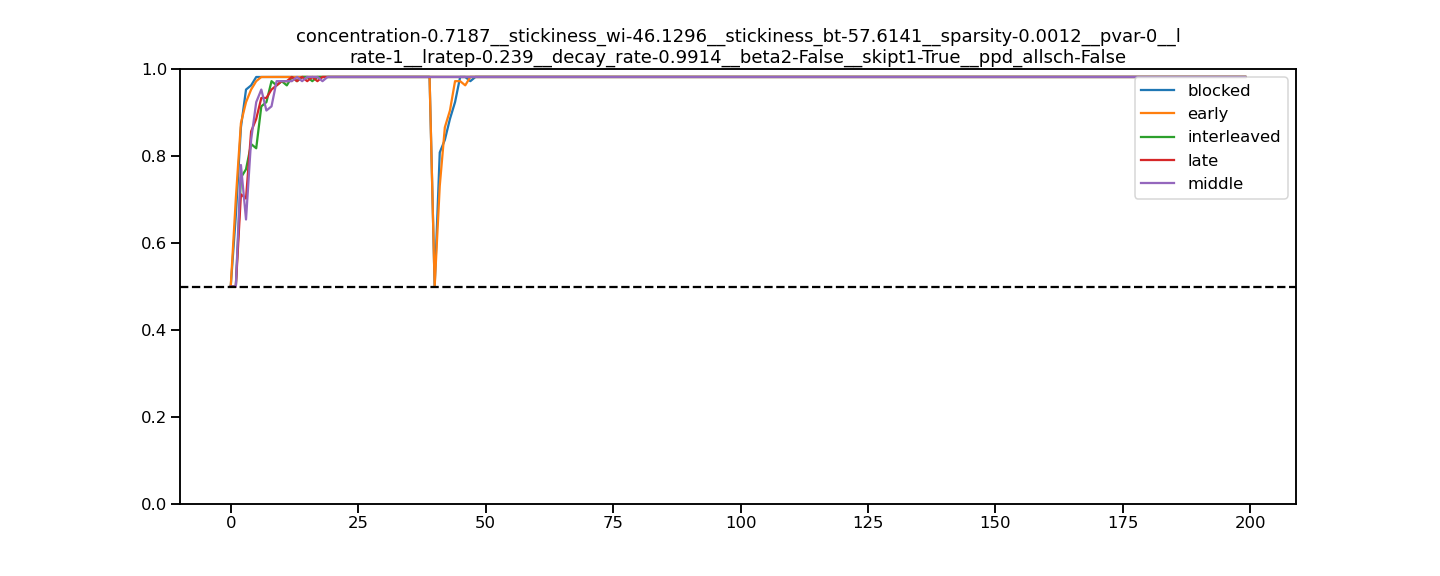 concentration-0.7187__stickiness_wi-46.1296__stickiness_bt-57.6141__sparsity-0.0012__pvar-0__l
rate-1__lratep-0.239__decay_rate-0.9914__beta2-False__skipt1-True__ppd_allsch-False
1.0
0.8
0.6
0.4
0.2
0.0
blocked
early
interleaved
late
middle
0 25 50 75 100 125 150 175 200